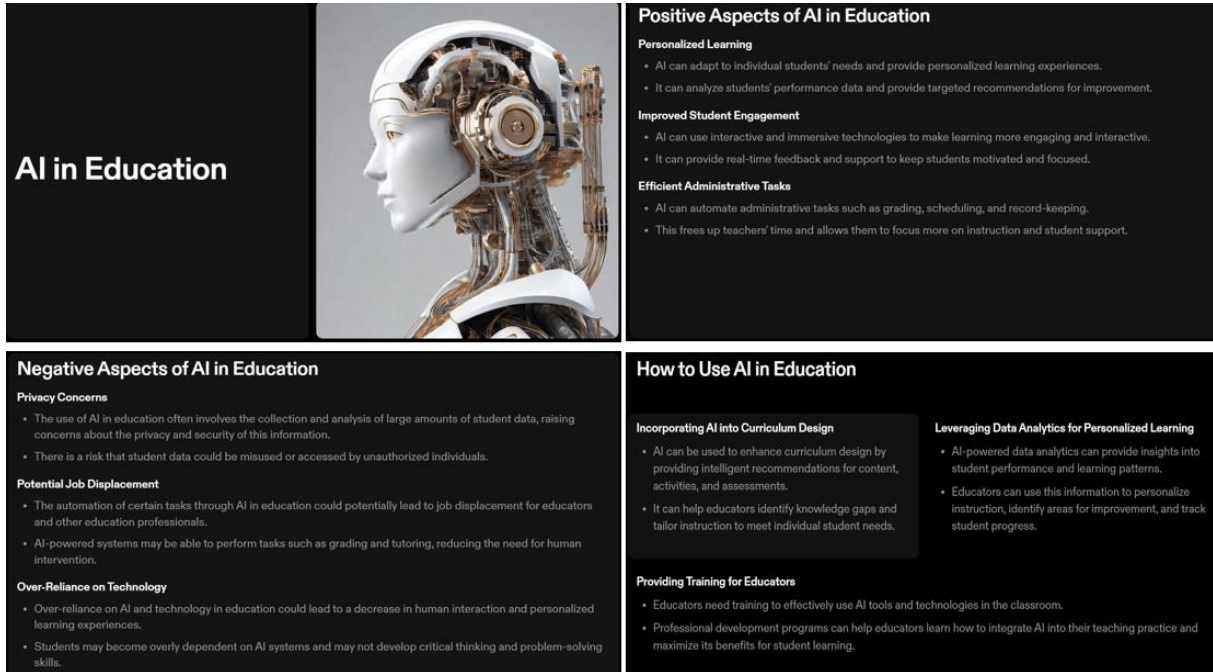 AI in Education
Positive Aspects of AI in Education
Personalized Learning
• AI can adapt to individual students' needs and provide personalized learning experiences.
• It can analyze students' performance data and provide targeted recommendations for improvement.
Improved Student Engagement
• AI can use interactive and immersive technologies to make learning more engaging and interactive.
• It can provide real-time feedback and support to keep students motivated and focused.
Efficient Administrative Tasks
• AI can automate administrative tasks such as grading, scheduling, and record-keeping.
• This frees up teachers' time and allows them to focus more on instruction and student support.
Negative Aspects of AI in Education
Privacy Concerns
• The use of AI in education often involves the collection and analysis of large amounts of student data, raising
concerns about the privacy and security of this information.
• There is a risk that student data could be misused or accessed by unauthorized individuals.
Potential Job Displacement
• The automation of certain tasks through AI in education could potentially lead to job displacement for educators
and other education professionals.
• AI-powered systems may be able to perform tasks such as grading and tutoring, reducing the need for human
intervention.
Over-Reliance on Technology
• Over-reliance on AI and technology in education could lead to a decrease in human interaction and personalized
learning experiences.
• Students may become overly dependent on AI systems and may not develop critical thinking and problem-solving
skills.
How to Use AI in Education
Incorporating AI into Curriculum Design
• AI can be used to enhance curriculum design by
providing intelligent recommendations for content,
activities, and assessments.
• It can help educators identify knowledge gaps and
tailor instruction to meet individual student needs.
Leveraging Data Analytics for Personalized Learning
• AI-powered data analytics can provide insights into
student performance and learning patterns.
• Educators can use this information to personalize
instruction, identify areas for improvement, and track
student progress.
Providing Training for Educators
• Educators need training to effectively use AI tools and technologies in the classroom.
• Professional development programs can help educators learn how to integrate AI into their teaching practice and
maximize its benefits for student learning.